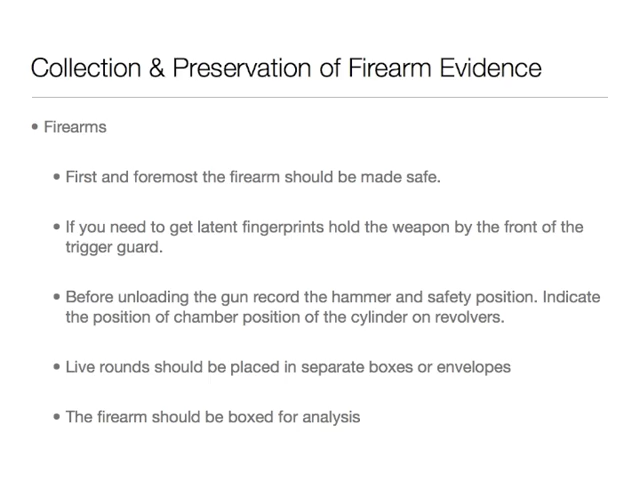 Collection & Preservation of Firearm Evidence
• Firearms
• First and foremost the firearm should be made safe.
• If you need to get latent fingerprints hold the weapon by the front of the
trigger guard.
• Before unloading the gun record the hammer and safety position. Indicate
the position of chamber position of the cylinder on revolvers.
• Live rounds should be placed in separate boxes or envelopes
• The firearm should be boxed for analysis